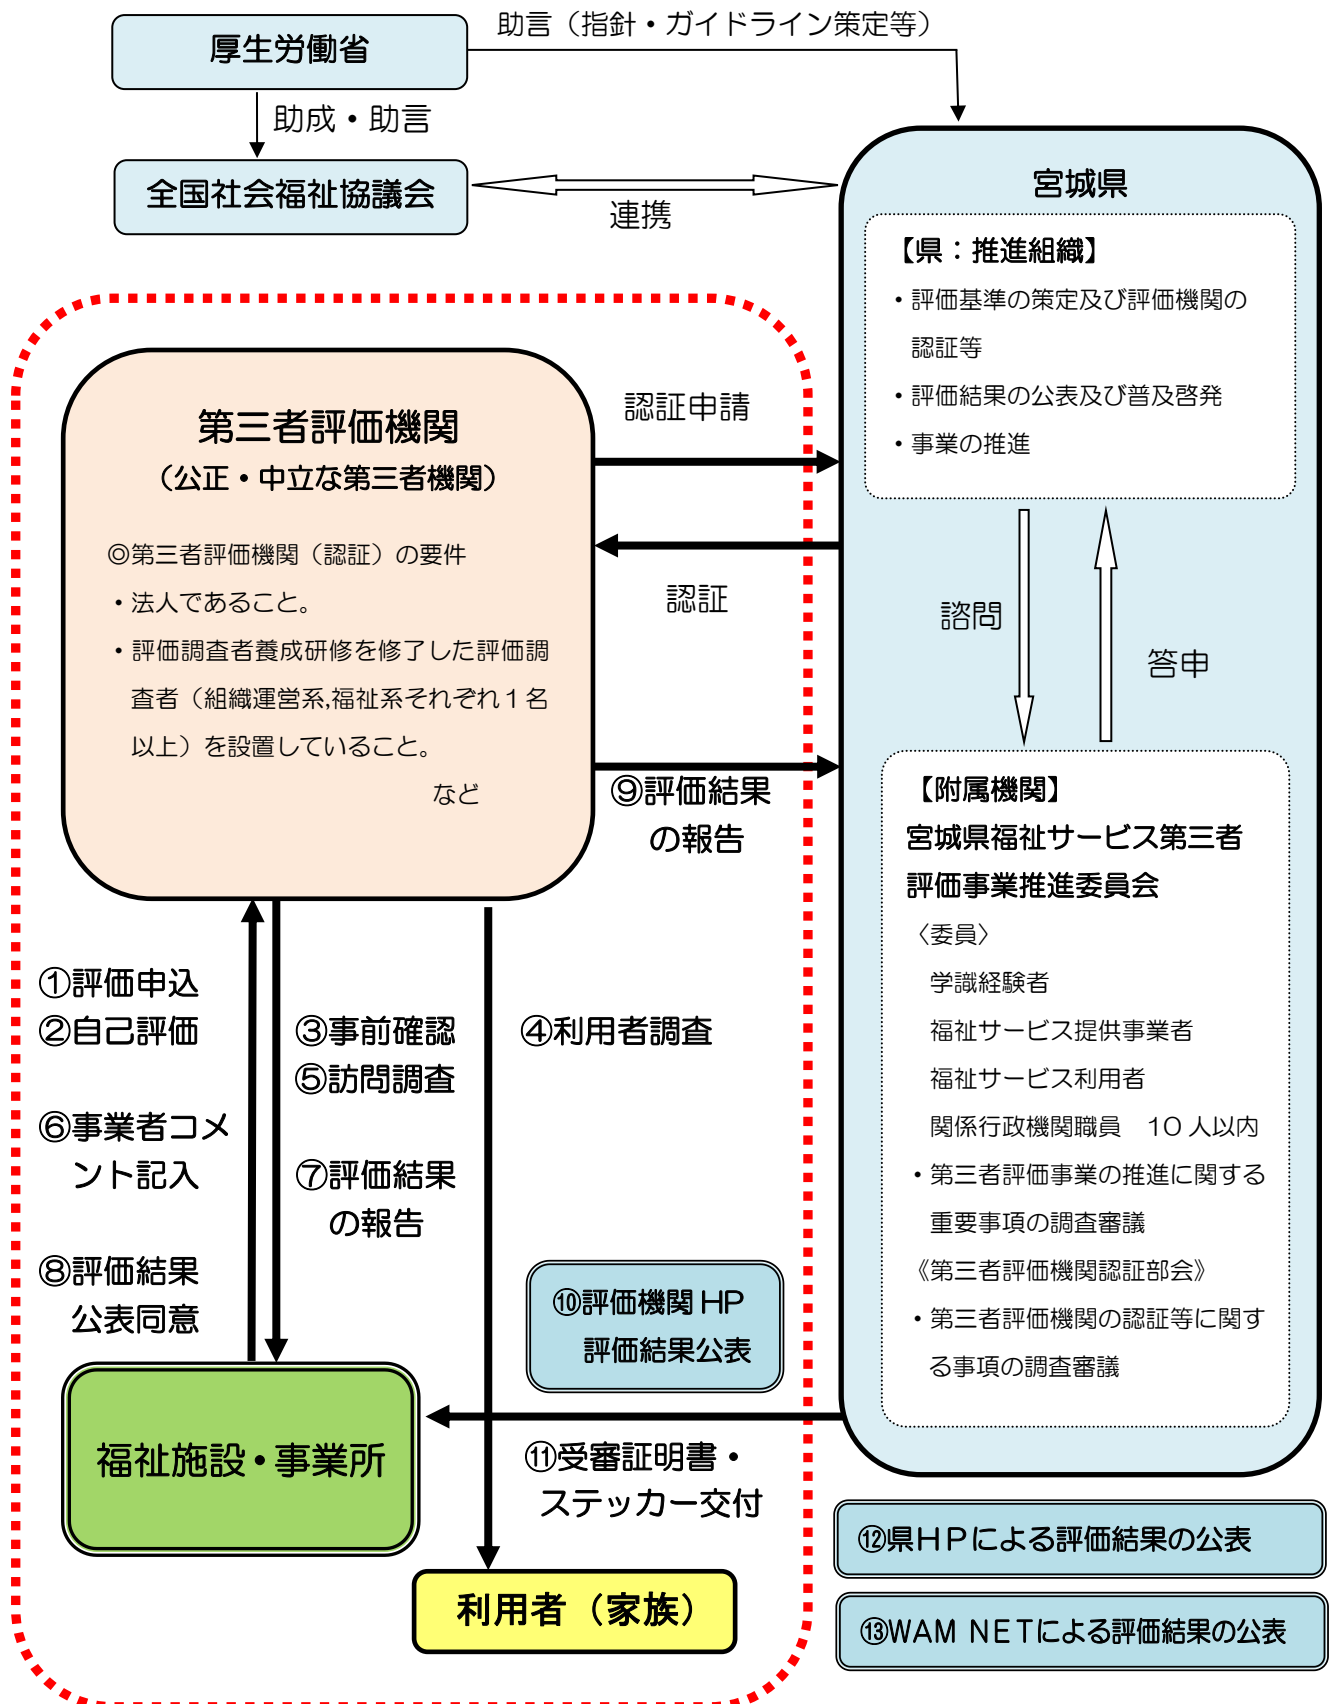 厚生労働省
助言（指針・ガイドライン策定等）
助成・助言
全国社会福祉協議会
連携
宮城県
【県：推進組織】
・評価基準の策定及び評価機関の
認証等
・評価結果の公表及び普及啓発
・事業の推進
諮問
答申
【附属機関】
宮城県福祉サービス第三者
評価事業推進委員会
〈委員〉
学識経験者
福祉サービス提供事業者
福祉サービス利用者
関係行政機関職員　10人以内
・第三者評価事業の推進に関する
重要事項の調査審議
《第三者評価機関認証部会》
・第三者評価機関の認証等に関す
る事項の調査審議
第三者評価機関
（公正・中立な第三者機関）
◎第三者評価機関（認証）の要件
・法人であること。
・評価調査者養成研修を修了した評価調
査者（組織運営系,福祉系それぞれ１名
以上）を設置していること。
など
認証申請
認証
⑨評価結果
の報告
①評価申込
②自己評価
⑥事業者コメ
ント記入
⑧評価結果
公表同意
③事前確認
⑤訪問調査
⑦評価結果
の報告
④利用者調査
⑩評価機関HP
評価結果公表
福祉施設・事業所
⑪受審証明書・
ステッカー交付
利用者（家族）
⑫県ＨＰによる評価結果の公表
⑬WAM NETによる評価結果の公表